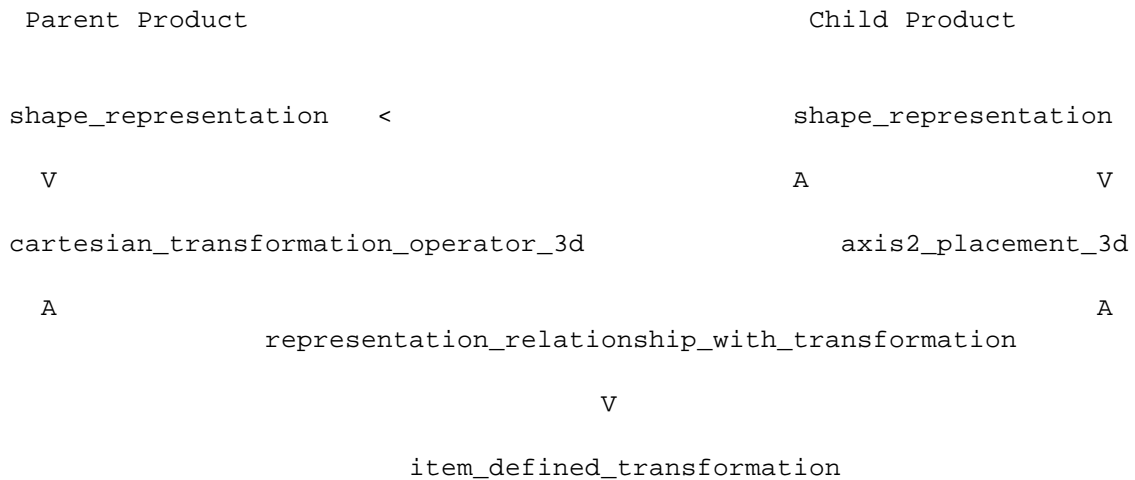 Parent Product Child Product
shape_representation < shape_representation
V A V
cartesian_transformation_operator_3d axis2_placement_3d
A A
representation_relationship_with_transformation
V
item_defined_transformation